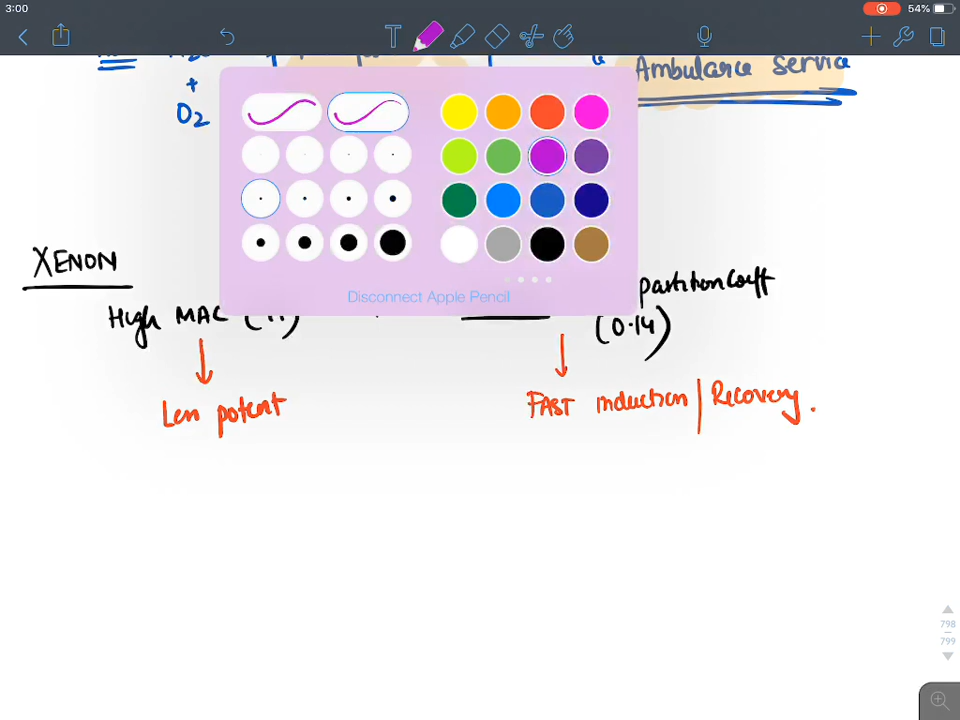 3:00
54%
T
Ambulance Service
+
O2
XENON
partition Coeff
High MAC
(0.14)
Disconnect Apple Pencil
Less potent
FAST induction | Recovery.
798
799